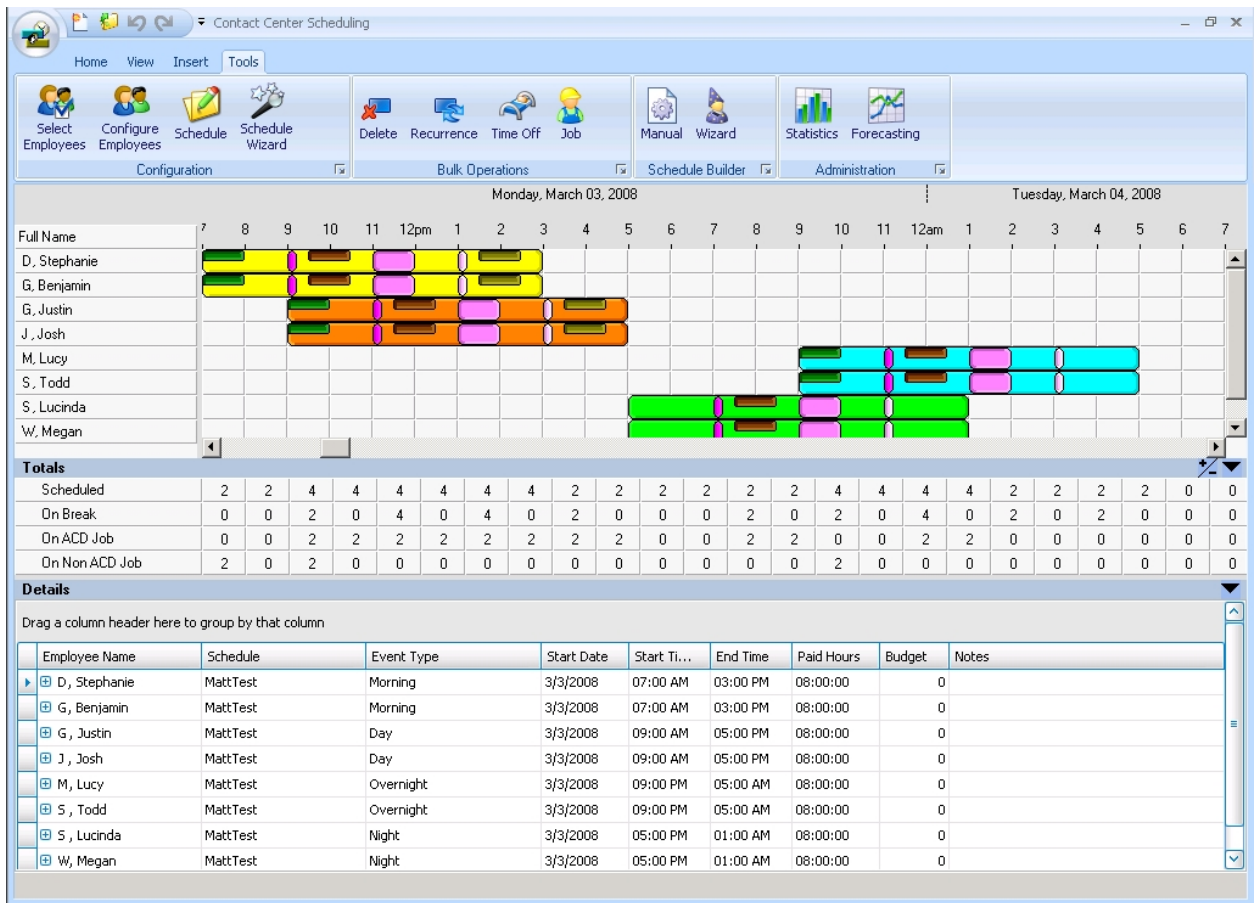 Contact Center Scheduling
Home View Insert Tools
Select Employees Configure Employees Schedule Schedule Wizard Delete Recurrence Time Off Job Manual Wizard Statistics Forecasting
Configuration Bulk Operations Schedule Builder Administration
Monday, March 03, 2008 Tuesday, March 04, 2008
Full Name 7 8 9 10 11 12pm 1 2 3 4 5 6 7 8 9 10 11 12am 1 2 3 4 5 6 7
D, Stephanie
G, Benjamin
G, Justin
J, Josh
M, Lucy
S, Todd
S, Lucinda
W, Megan
Totals +/-
Scheduled 2 2 4 4 4 4 4 4 2 2 2 2 2 2 4 4 4 4 2 2 2 2 0 0
On Break 0 0 2 0 4 0 4 0 2 0 0 0 2 0 2 0 4 0 2 0 2 0 0 0
On ACD Job 0 0 2 2 2 2 2 2 2 2 0 0 2 2 0 0 2 2 0 0 0 0 0 0
On Non ACD Job 2 0 2 0 0 0 0 0 0 0 0 0 0 0 2 0 0 0 0 0 0 0 0 0
Details
Drag a column header here to group by that column
Employee Name Schedule Event Type Start Date Start Ti... End Time Paid Hours Budget Notes
D, Stephanie MattTest Morning 3/3/2008 07:00 AM 03:00 PM 08:00:00 0
G, Benjamin MattTest Morning 3/3/2008 07:00 AM 03:00 PM 08:00:00 0
G, Justin MattTest Day 3/3/2008 09:00 AM 05:00 PM 08:00:00 0
J, Josh MattTest Day 3/3/2008 09:00 AM 05:00 PM 08:00:00 0
M, Lucy MattTest Overnight 3/3/2008 09:00 PM 05:00 AM 08:00:00 0
S, Todd MattTest Overnight 3/3/2008 09:00 PM 05:00 AM 08:00:00 0
S, Lucinda MattTest Night 3/3/2008 05:00 PM 01:00 AM 08:00:00 0
W, Megan MattTest Night 3/3/2008 05:00 PM 01:00 AM 08:00:00 0